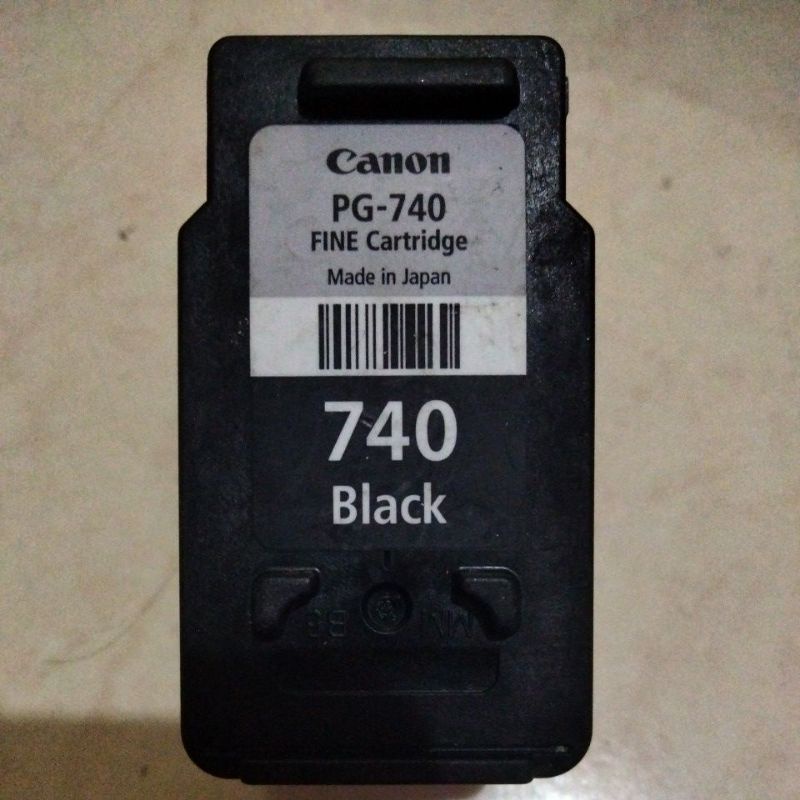 Canon
PG-740
FINE Cartridge
Made in Japan
740
Black